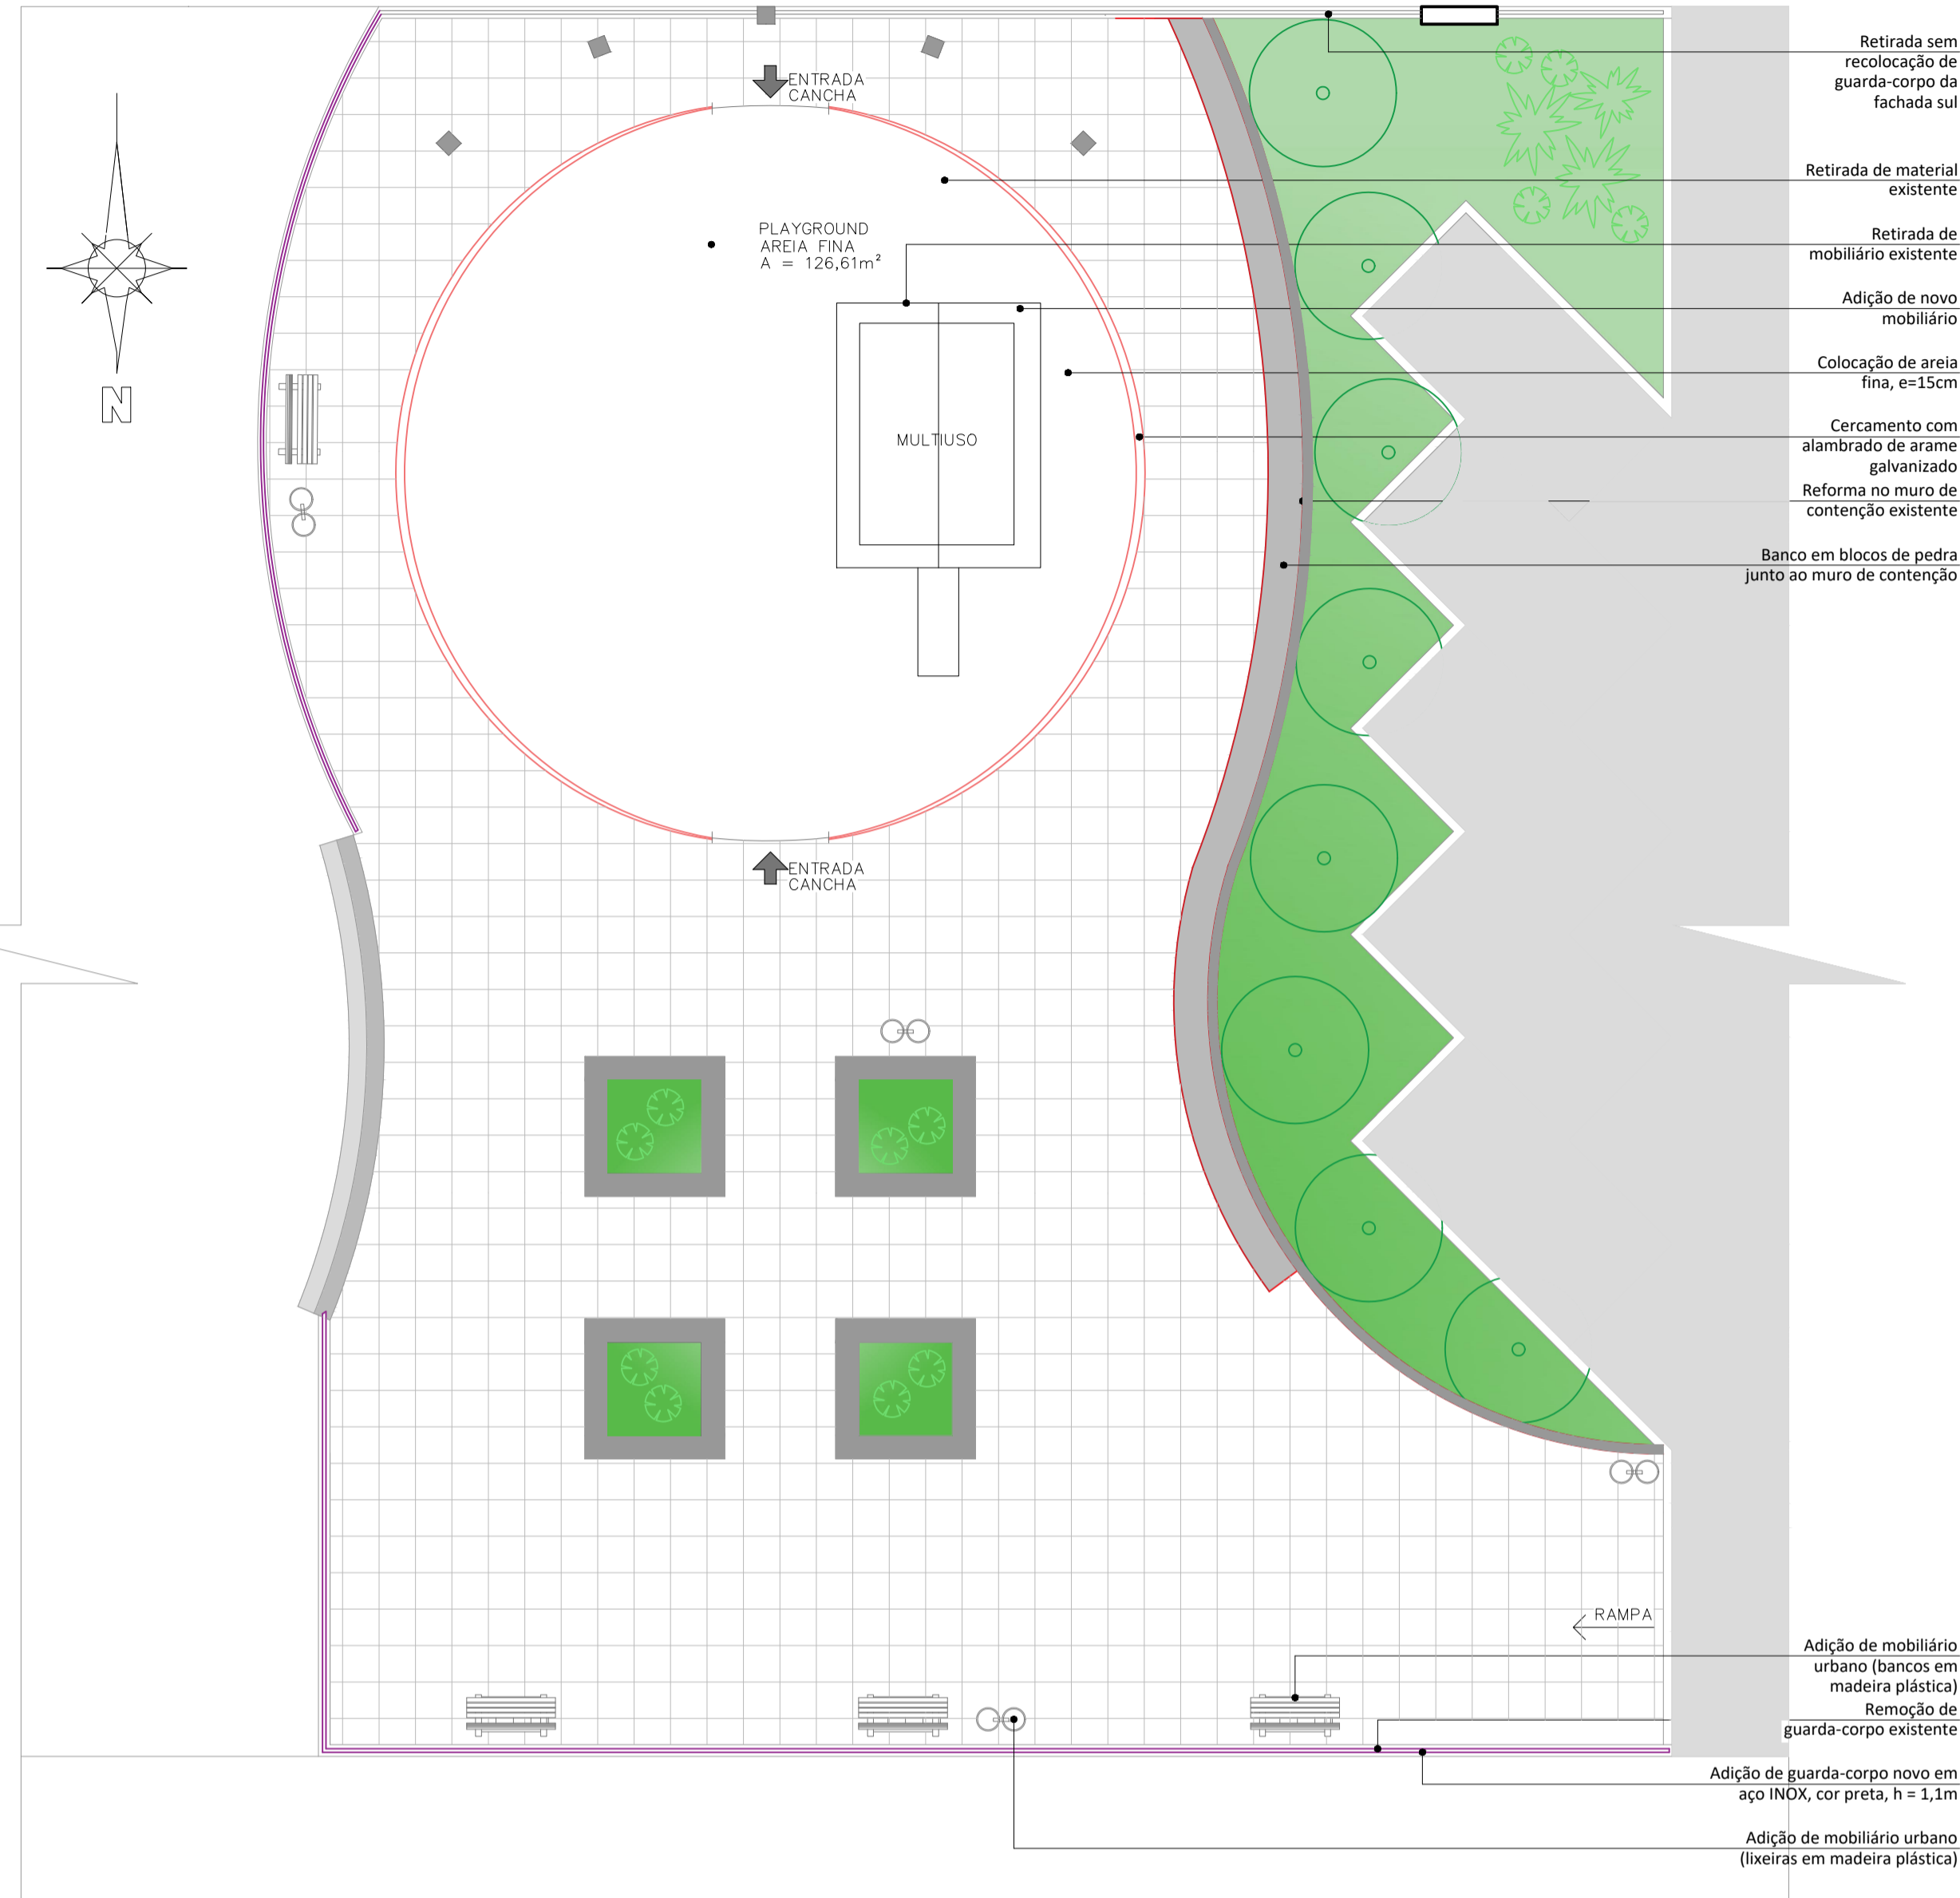 ENTRADA
CANCHA
PLAYGROUND
AREIA FINA
A = 126,61m²
MULTIUSO
ENTRADA
CANCHA
N
RAMPA
Retirada sem
recolocação de
guarda-corpo da
fachada sul
Retirada de material
existente
Retirada de
mobiliário existente
Adição de novo
mobiliário
Colocação de areia
fina, e=15cm
Cercamento com
alambrado de arame
galvanizado
Reforma no muro de
contenção existente
Banco em blocos de pedra
junto ao muro de contenção
Adição de mobiliário
urbano (bancos em
madeira plástica)
Remoção de
guarda-corpo existente
Adição de guarda-corpo novo em
aço INOX, cor preta, h = 1,1m
Adição de mobiliário urbano
(lixeiras em madeira plástica)